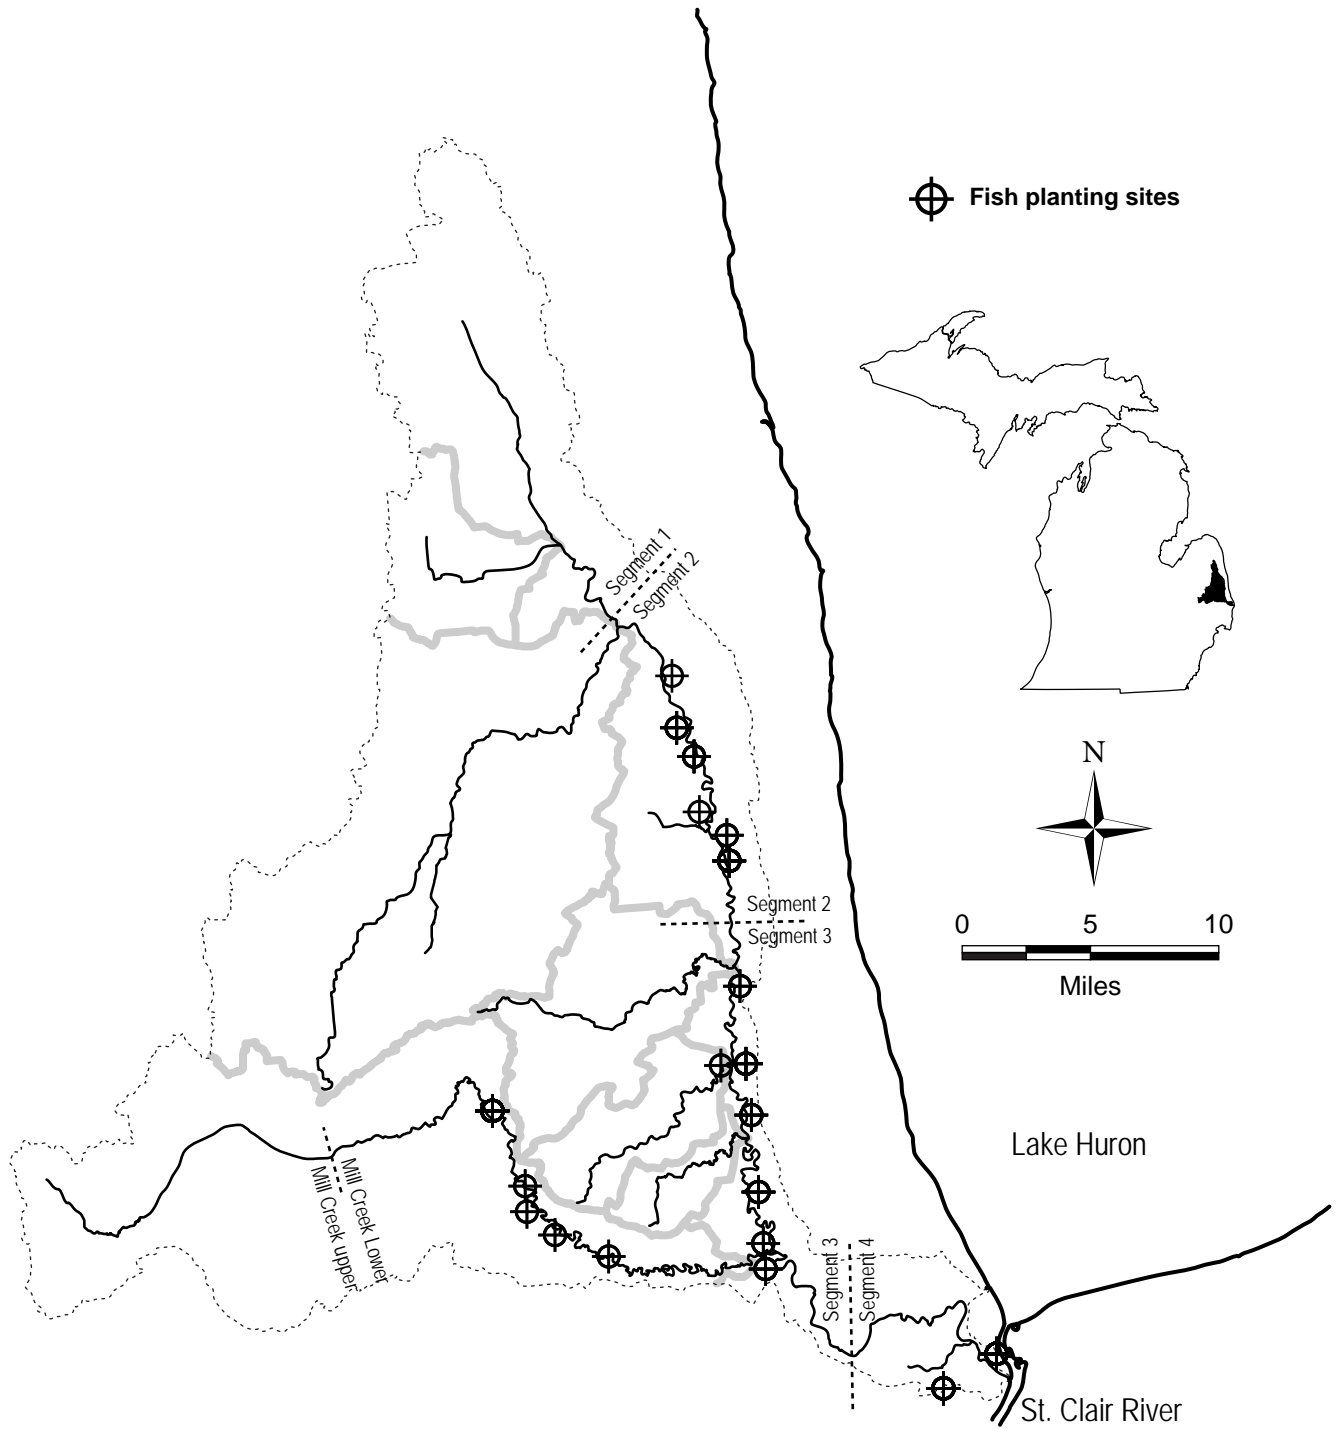 Fish planting sites
Segment 1
Segment 2
N
Segment 2
Segment 3
0 5 10
Miles
Lake Huron
Mill Creek Lower
Mill Creek upper
Segment 3
Segment 4
St. Clair River